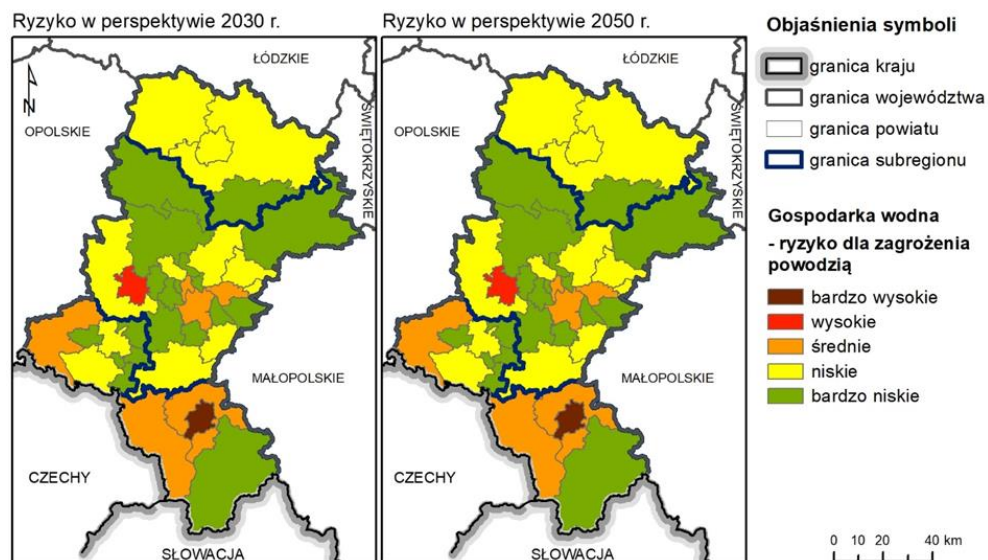 Ryzyko w perspektywie 2030 r.
ŁÓDZKIE
N
OPOLSKIE
ŚWIĘTOKRZYSKIE
MAŁOPOLSKIE
CZECHY
SŁOWACJA
Ryzyko w perspektywie 2050 r.
ŁÓDZKIE
OPOLSKIE
ŚWIĘTOKRZYSKIE
MAŁOPOLSKIE
CZECHY
SŁOWACJA
Objaśnienia symboli
granica kraju
granica województwa
granica powiatu
granica subregionu
Gospodarka wodna
- ryzyko dla zagrożenia
powodzią
bardzo wysokie
wysokie
średnie
niskie
bardzo niskie
0 10 20 40 km